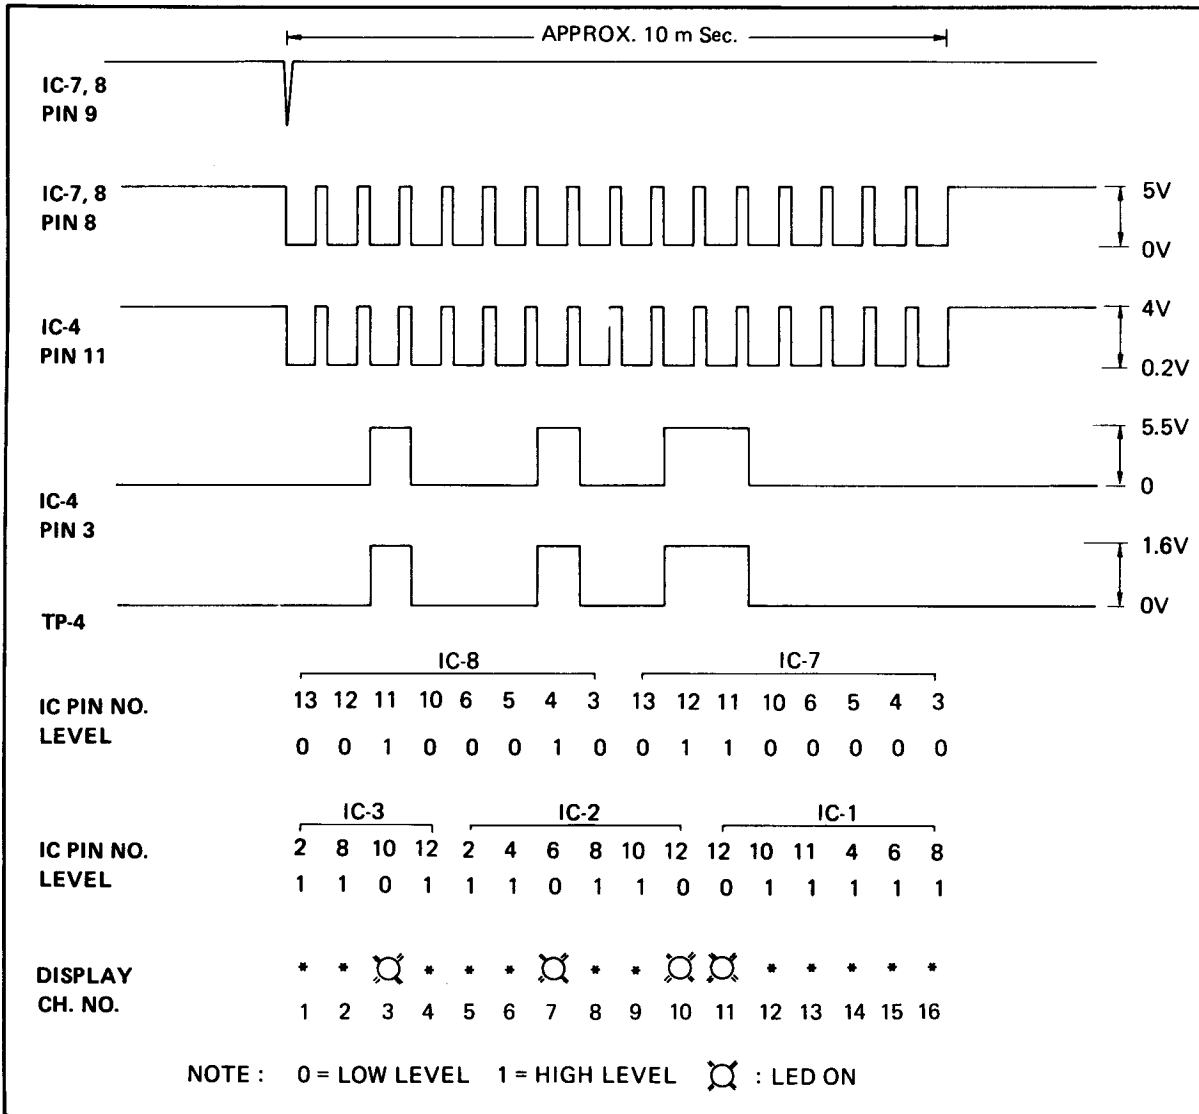 APPROX. 10 m Sec.
IC-7, 8
PIN 9
IC-7, 8
PIN 8
5V
0V
IC-4
PIN 11
4V
0.2V
5.5V
0
IC-4
PIN 3
1.6V
0V
TP-4
IC-8 IC-7
IC PIN NO. 13 12 11 10 6 5 4 3 13 12 11 10 6 5 4 3
LEVEL 0 0 1 0 0 0 1 0 0 1 1 0 0 0 0 0
IC-3 IC-2 IC-1
IC PIN NO. 2 8 10 12 2 4 6 8 10 12 12 10 11 4 6 8
LEVEL 1 1 0 1 1 1 0 1 1 0 0 1 1 1 1 1
DISPLAY * * * * * * * * * * * *
CH. NO. 1 2 3 4 5 6 7 8 9 10 11 12 13 14 15 16
NOTE : 0 = LOW LEVEL 1 = HIGH LEVEL : LED ON